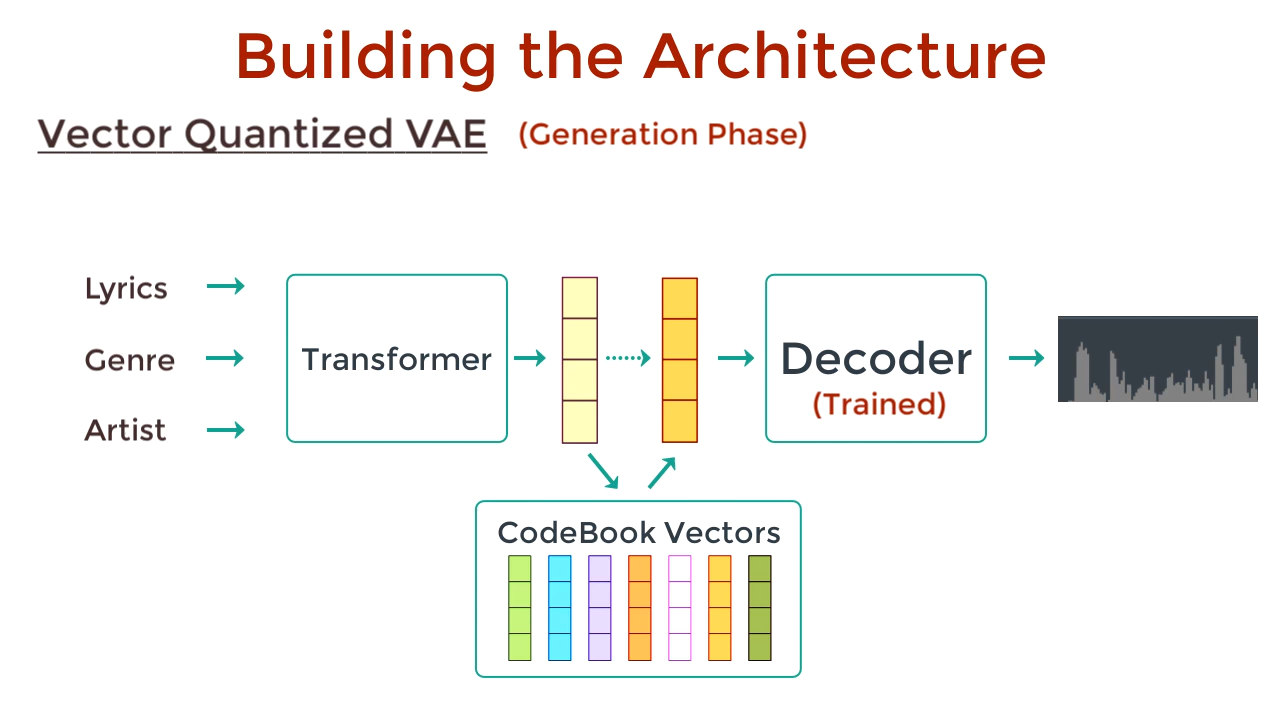 Building the Architecture
Vector Quantized VAE (Generation Phase)
Lyrics
Genre
Artist
Transformer
Decoder
(Trained)
CodeBook Vectors